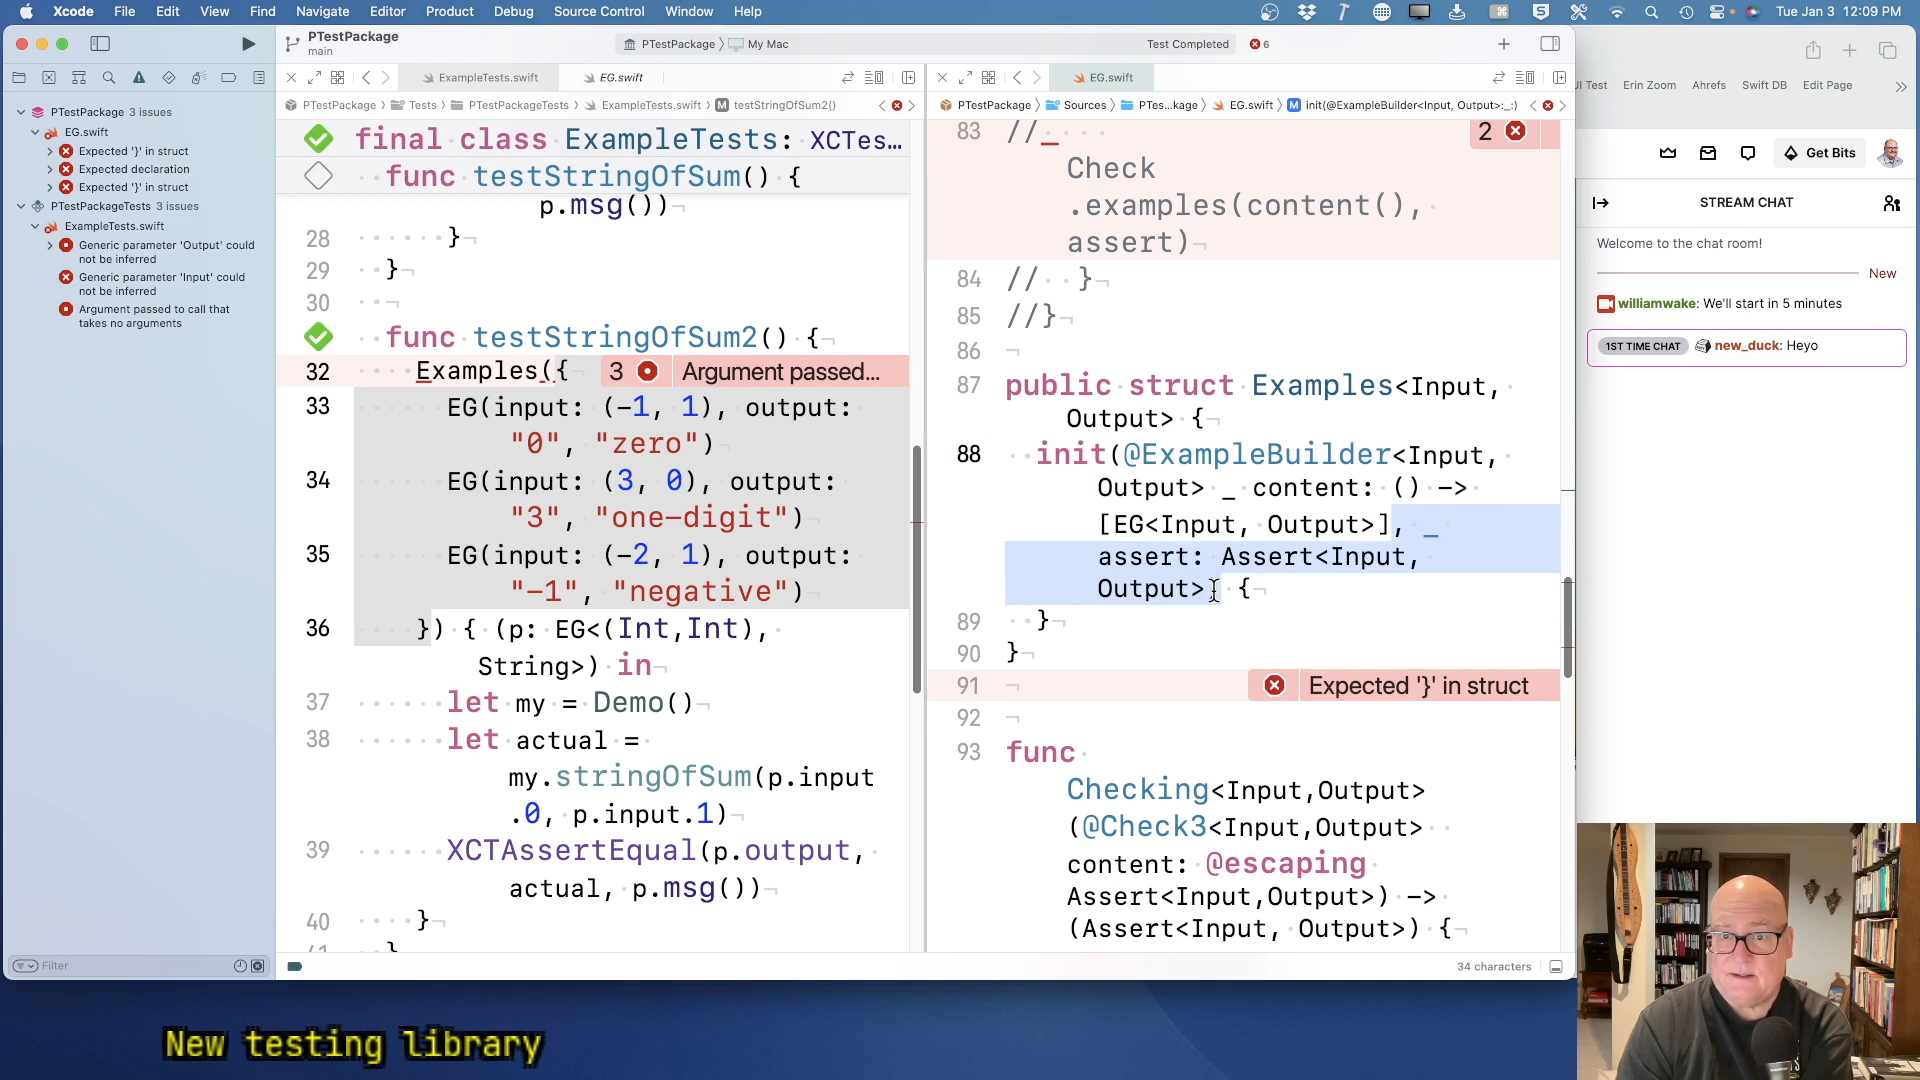 Xcode File Edit View Find Navigate Editor Product Debug Source Control Window Help
Tue Jan 3 12:09 PM
PTestPackage
main
PTestPackage My Mac
Test Completed 6
ExampleTests.swift EG.swift
EG.swift
PTestPackage Tests PTestPackageTests ExampleTests.swift M testStringOfSum2()
PTestPackage Sources PTes...kage EG.swift M init(@ExampleBuilder<Input, Output>:_:)
PTestPackage 3 issues
EG.swift
Expected '}' in struct
Expected declaration
Expected '}' in struct
PTestPackageTests 3 issues
ExampleTests.swift
Generic parameter 'Output' could
not be inferred
Generic parameter 'Input' could
not be inferred
Argument passed to call that
takes no arguments
Filter
final class ExampleTests: XCTes...
func testStringOfSum() {
p.msg())
28 }
29 }
30
func testStringOfSum2() {
32 Examples({ 3 Argument passed...
33 EG(input: (-1, 1), output:
"0", "zero")
34 EG(input: (3, 0), output:
"3", "one-digit")
35 EG(input: (-2, 1), output:
"-1", "negative")
36 }) { (p: EG<(Int,Int),
String>) in
37 let my = Demo()
38 let actual =
my.stringOfSum(p.input
.0, p.input.1)
39 XCTAssertEqual(p.output,
actual, p.msg())
40 }
41 }
83 // 2
Check
.examples(content(),
assert)
84 // }
85 //}
86
87 public struct Examples<Input,
Output> {
88 init(@ExampleBuilder<Input,
Output> _ content: () ->
[EG<Input, Output>], _
assert: Assert<Input,
Output>) {
89 }
90 }
91 Expected '}' in struct
92
93 func
Checking<Input,Output>
(@Check3<Input,Output>
content: @escaping
Assert<Input,Output>) ->
(Assert<Input, Output>) {
34 characters
UI Test Erin Zoom Ahrefs Swift DB Edit Page
Get Bits
STREAM CHAT
Welcome to the chat room!
New
williamwake: We'll start in 5 minutes
1ST TIME CHAT new_duck: Heyo
New testing library